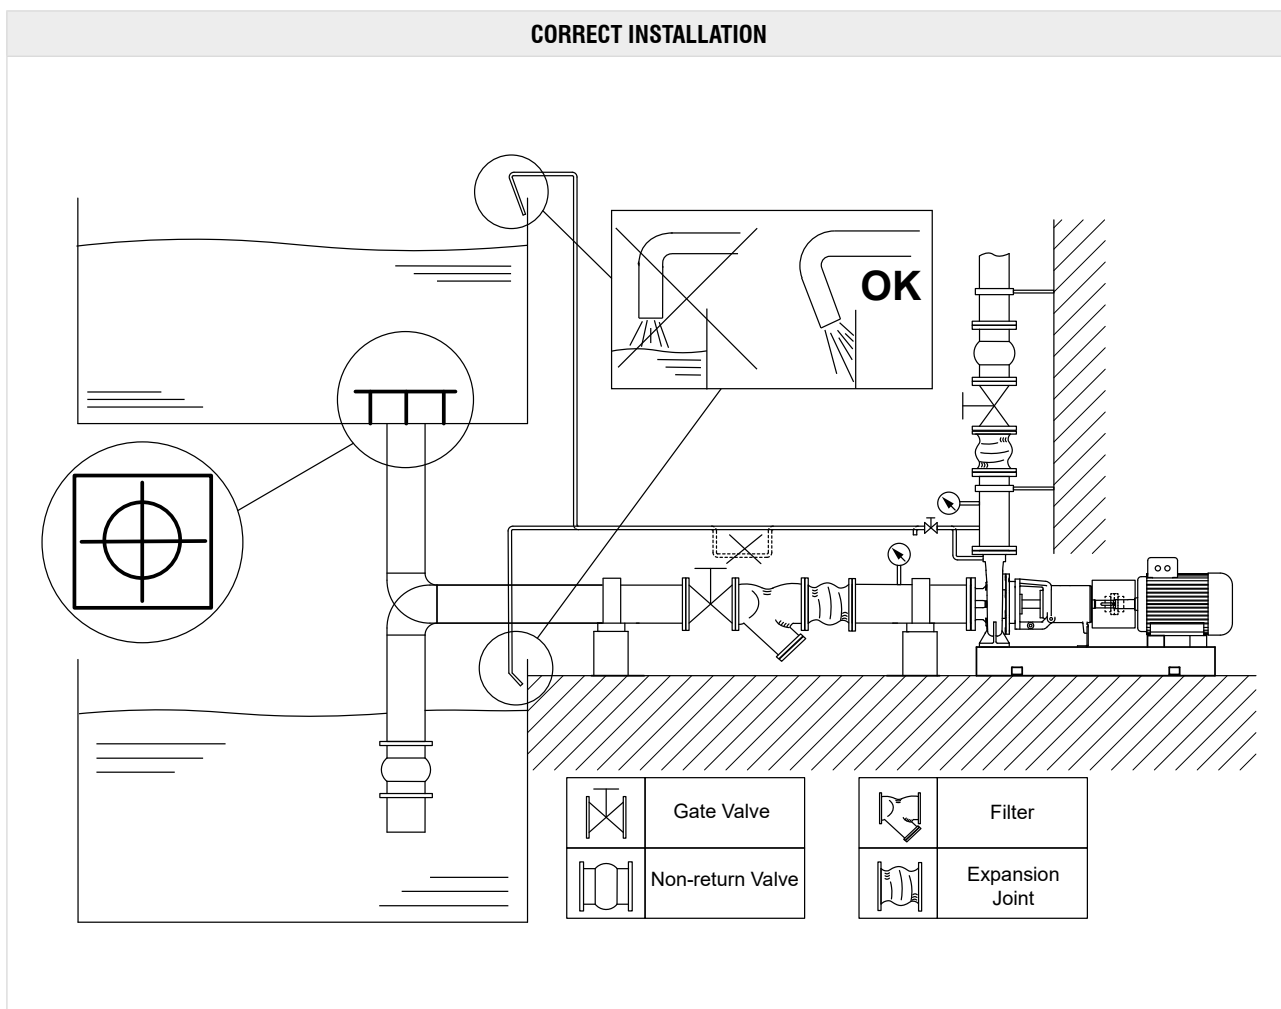 CORRECT INSTALLATION
OK
Gate Valve
Non-return Valve
Filter
Expansion
Joint